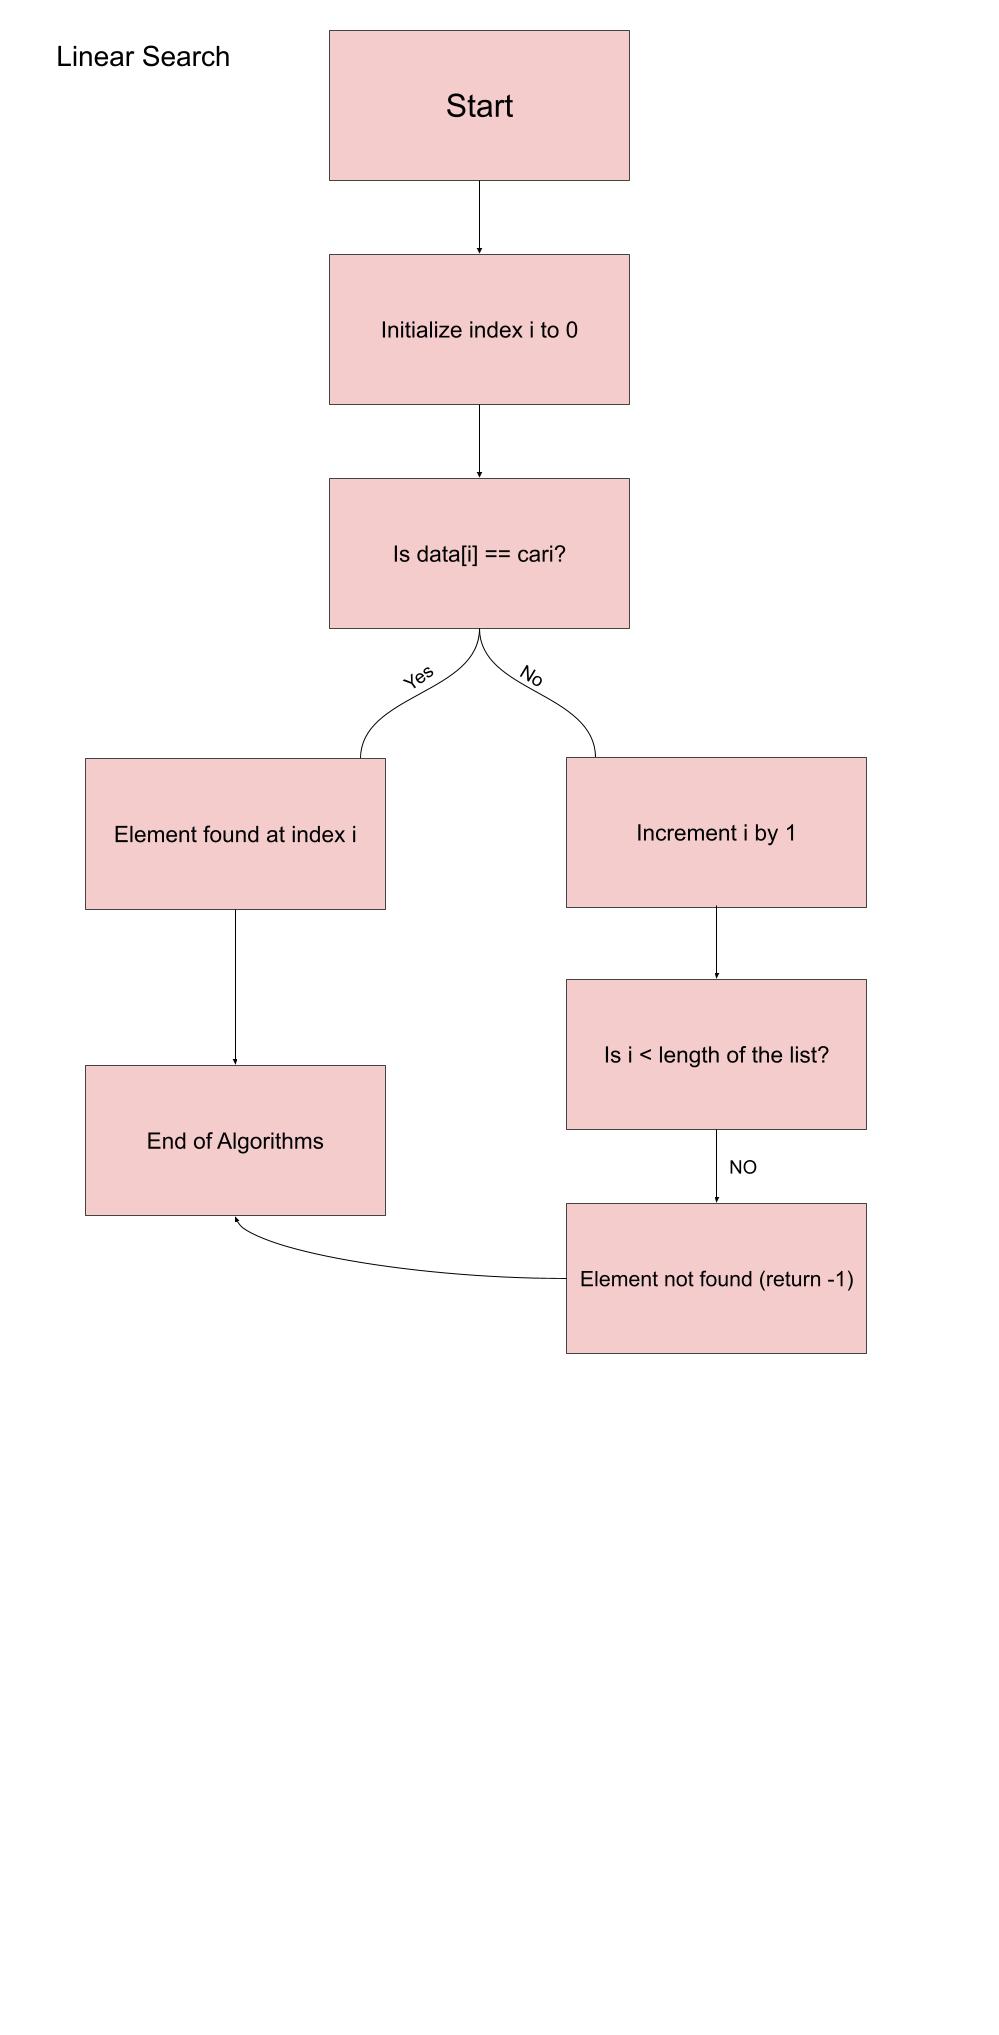 Linear Search
Start
Initialize index i to 0
Is data[i] == cari?
Yes
No
Element found at index i
Increment i by 1
Is i < length of the list?
End of Algorithms
NO
Element not found (return -1)